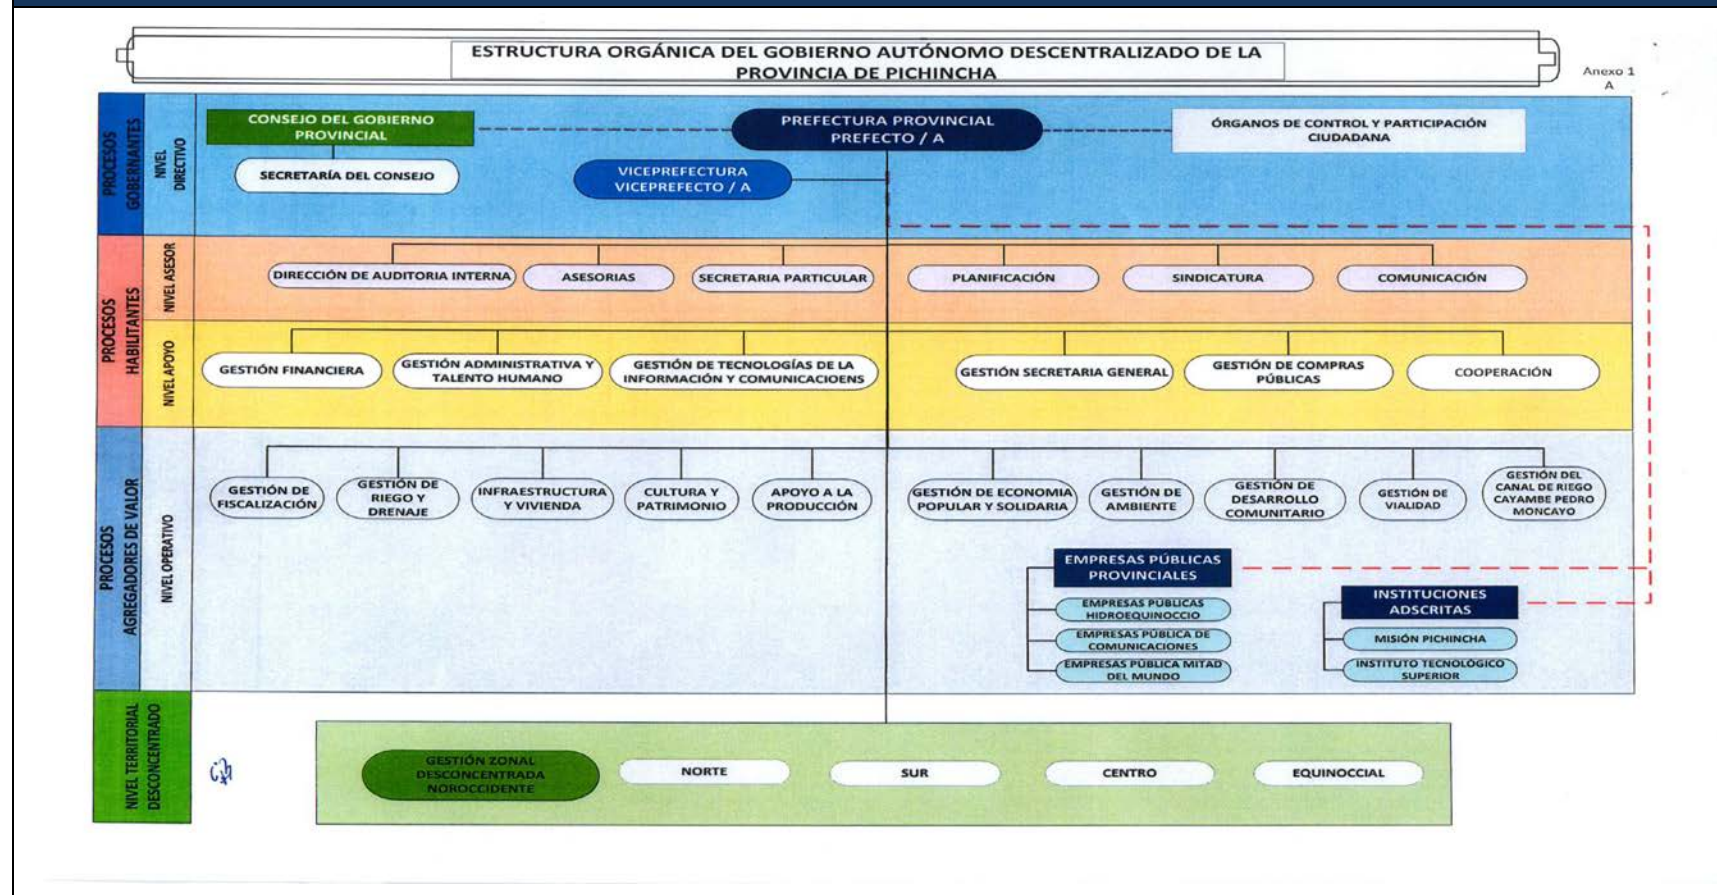 ESTRUCTURA ORGÁNICA DEL GOBIERNO AUTÓNOMO DESCENTRALIZADO DE LA
PROVINCIA DE PICHINCHA
Anexo 1
A
PROCESOS
GOBERNANTES
NIVEL
DIRECTIVO
CONSEJO DEL GOBIERNO
PROVINCIAL
PREFECTURA PROVINCIAL
PREFECTO / A
ÓRGANOS DE CONTROL Y PARTICIPACIÓN
CIUDADANA
SECRETARÍA DEL CONSEJO
VICEPREFECTURA
VICEPREFECTO / A
PROCESOS
HABILITANTES
NIVEL ASESOR
DIRECCIÓN DE AUDITORIA INTERNA
ASESORIAS
SECRETARIA PARTICULAR
PLANIFICACIÓN
SINDICATURA
COMUNICACIÓN
NIVEL APOYO
GESTIÓN FINANCIERA
GESTIÓN ADMINISTRATIVA Y
TALENTO HUMANO
GESTIÓN DE TECNOLOGÍAS DE LA
INFORMACIÓN Y COMUNICACIOENS
GESTIÓN SECRETARIA GENERAL
GESTIÓN DE COMPRAS
PÚBLICAS
COOPERACIÓN
PROCESOS
AGREGADORES DE VALOR
NIVEL OPERATIVO
GESTIÓN DE
FISCALIZACIÓN
GESTIÓN DE
RIEGO Y
DRENAJE
INFRAESTRUCTURA
Y VIVIENDA
CULTURA Y
PATRIMONIO
APOYO A LA
PRODUCCIÓN
GESTIÓN DE ECONOMIA
POPULAR Y SOLIDARIA
GESTIÓN DE
AMBIENTE
GESTIÓN DE
DESARROLLO
COMUNITARIO
GESTIÓN DE
VIALIDAD
GESTIÓN DEL
CANAL DE RIEGO
CAYAMBE PEDRO
MONCAYO
EMPRESAS PÚBLICAS
PROVINCIALES
EMPRESAS PÚBLICAS
HIDROEQUINOCCIO
EMPRESAS PÚBLICA DE
COMUNICACIONES
EMPRESAS PÚBLICA MITAD
DEL MUNDO
INSTITUCIONES
ADSCRITAS
MISIÓN PICHINCHA
INSTITUTO TECNOLÓGICO
SUPERIOR
NIVEL TERRITORIAL
DESCONCENTRADO
GESTIÓN ZONAL
DESCONCENTRADA
NOROCCIDENTE
NORTE
SUR
CENTRO
EQUINOCCIAL